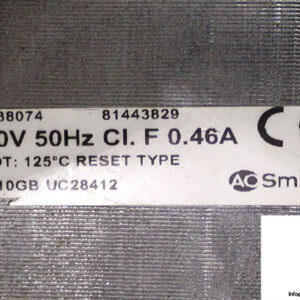 38074 81443829
0V 50Hz Cl. F 0.46A CE
OT: 125°C RESET TYPE
10GB UC28412
AO Sm